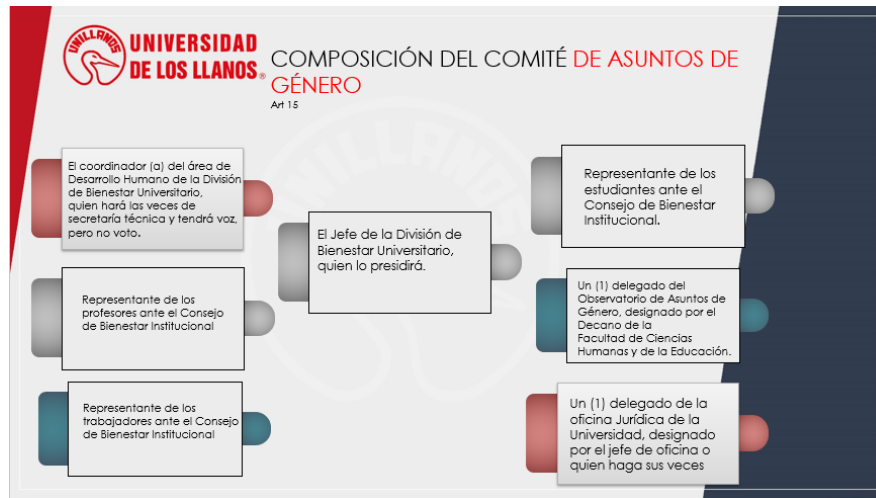 UNILLANOS
UNIVERSIDAD
DE LOS LLANOS®
COMPOSICIÓN DEL COMITÉ DE ASUNTOS DE
GÉNERO
Art 15
El coordinador (a) del área de
Desarrollo Humano de la División
de Bienestar Universitario,
quien hará las veces de
secretaría técnica y tendrá voz,
pero no voto.
Representante de los
profesores ante el Consejo
de Bienestar Institucional
Representante de los
trabajadores ante el Consejo
de Bienestar Institucional
El Jefe de la División de
Bienestar Universitario,
quien lo presidirá.
Representante de los
estudiantes ante el
Consejo de Bienestar
Institucional.
Un (1) delegado del
Observatorio de Asuntos de
Género, designado por el
Decano de la
Facultad de Ciencias
Humanas y de la Educación.
Un (1) delegado de la
oficina Jurídica de la
Universidad, designado
por el jefe de oficina o
quien haga sus veces
UNILLANOS